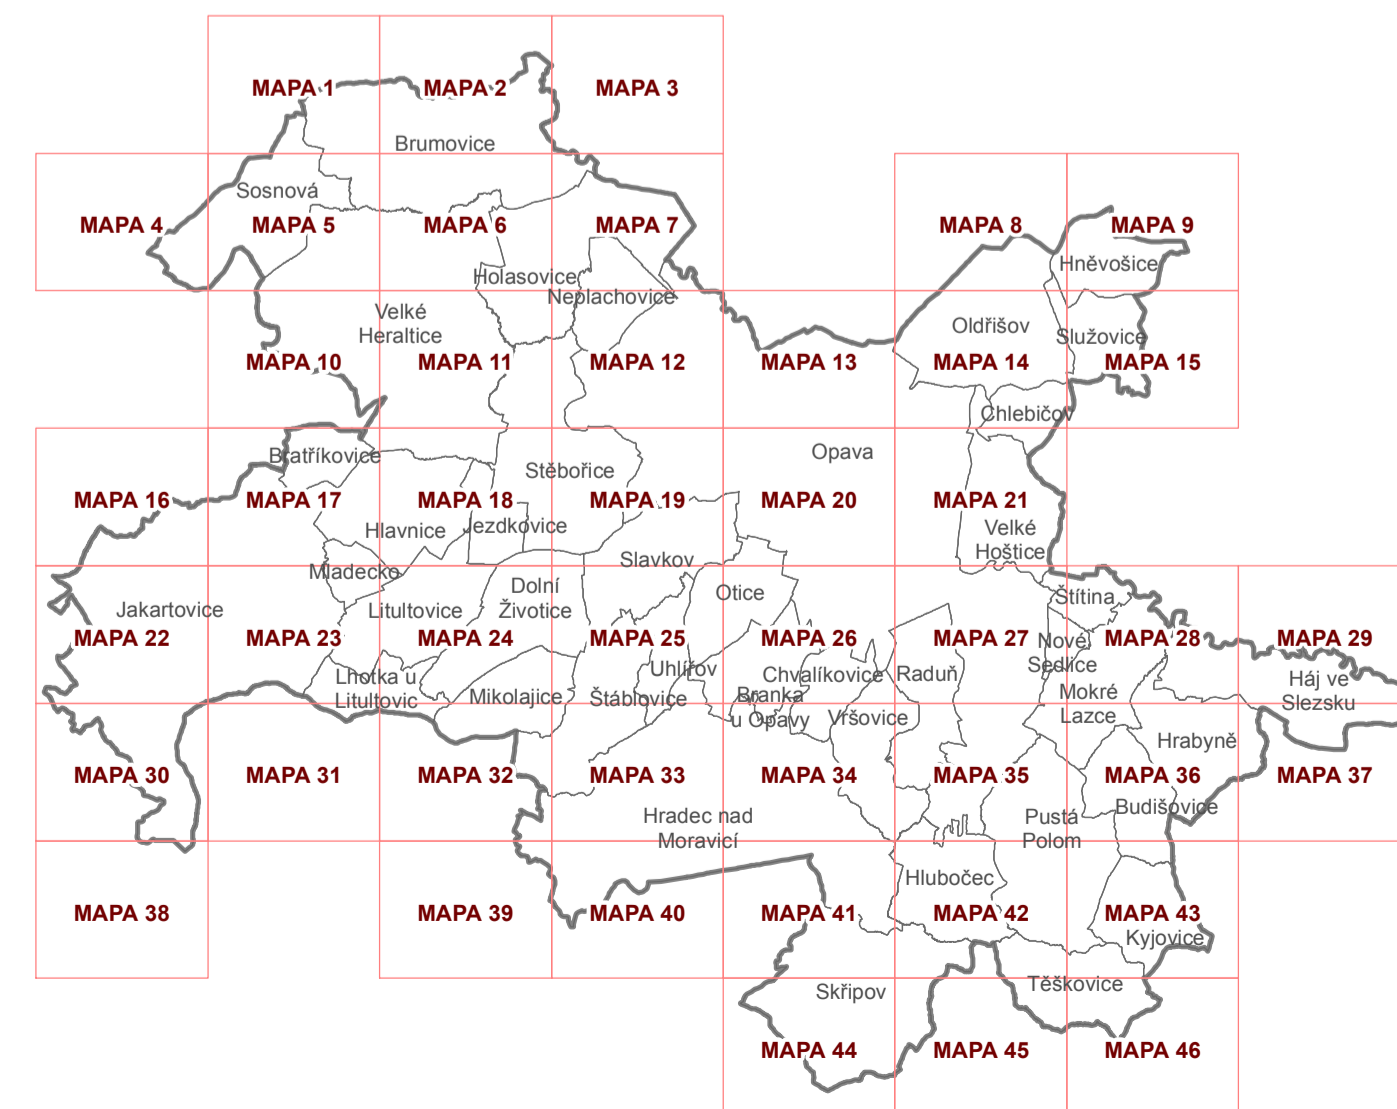 MAPA 1
MAPA 2
MAPA 3
Brumovice
Sosnová
MAPA 4
MAPA 5
MAPA 6
MAPA 7
MAPA 8
MAPA 9
Hněvošice
Holasovice
Neplachovice
Velké
Heraltice
Oldřišov
Služovice
MAPA 10
MAPA 11
MAPA 12
MAPA 13
MAPA 14
MAPA 15
Chlebičov
Bratříkovice
Stěbořice
Opava
MAPA 16
MAPA 17
MAPA 18
MAPA 19
MAPA 20
MAPA 21
Hlavnice
Jezdkovice
Velké
Hoštice
Slavkov
Mladecko
Dolní
Životice
Otice
Štítina
Jakartovice
Litultovice
MAPA 22
MAPA 23
MAPA 24
MAPA 25
MAPA 26
MAPA 27
MAPA 28
MAPA 29
Nové
Sedlice
Lhotka u
Litultovic
Mikolajice
Štáblovice
Uhlířov
Chvalíkovice
Raduň
Branka
u Opavy
Vršovice
Mokré
Lazce
Háj ve
Slezsku
Hrabyně
MAPA 30
MAPA 31
MAPA 32
MAPA 33
MAPA 34
MAPA 35
MAPA 36
MAPA 37
Budišovice
Hradec nad
Moravicí
Pustá
Polom
Hlubočec
MAPA 38
MAPA 39
MAPA 40
MAPA 41
MAPA 42
MAPA 43
Kyjovice
Skřipov
Těškovice
MAPA 44
MAPA 45
MAPA 46